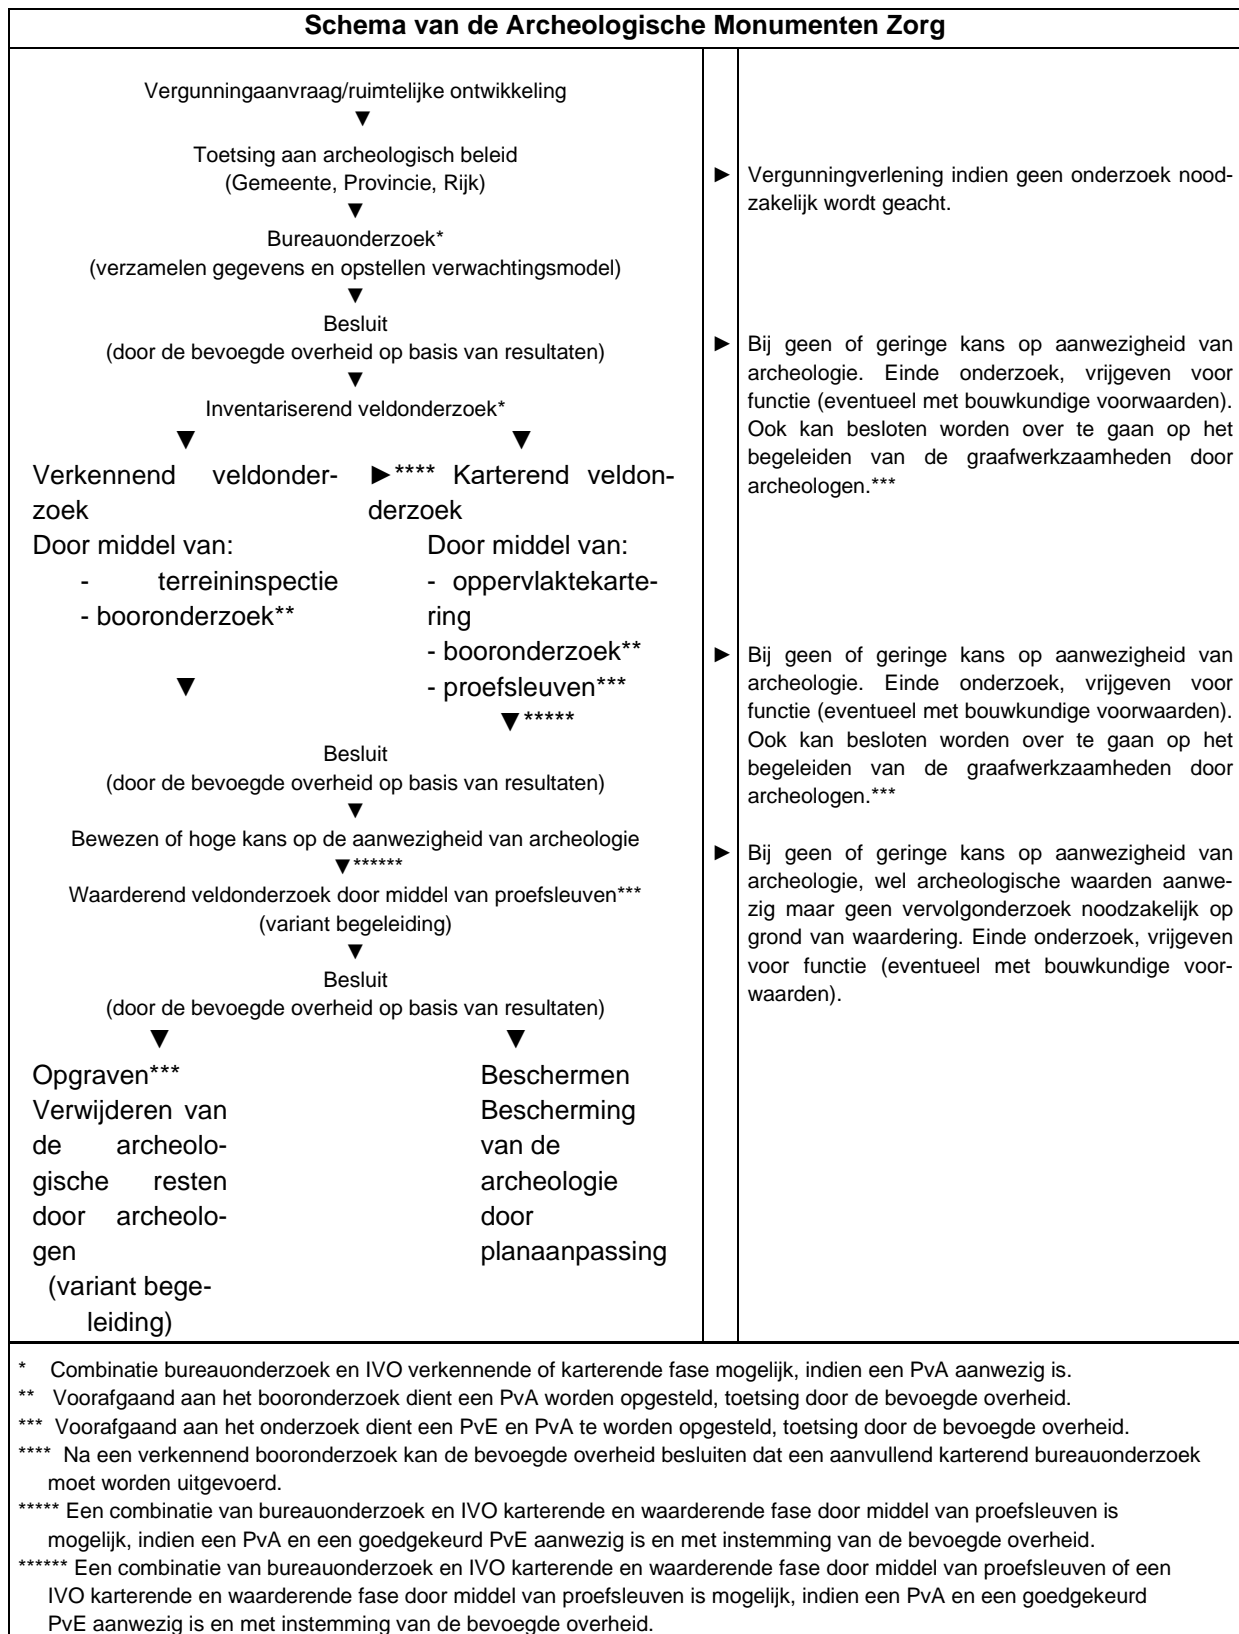 Schema van de Archeologische Monumenten Zorg
Vergunningaanvraag/ruimtelijke ontwikkeling
▼
Toetsing aan archeologisch beleid
(Gemeente, Provincie, Rijk)
▼
► Vergunningverlening indien geen onderzoek nood-
zakelijk wordt geacht.
Bureauonderzoek*
(verzamelen gegevens en opstellen verwachtingsmodel)
▼
Besluit
(door de bevoegde overheid op basis van resultaten)
▼
► Bij geen of geringe kans op aanwezigheid van
archeologie. Einde onderzoek, vrijgeven voor
functie (eventueel met bouwkundige voorwaarden).
Ook kan besloten worden over te gaan op het
begeleiden van de graafwerkzaamheden door
archeologen.***
Inventariserend veldonderzoek*
▼ ▼
Verkennend veldonder-
zoek
Door middel van:
- terreininspectie
- booronderzoek**
▼
►**** Karterend veldon-
derzoek
Door middel van:
- oppervlaktekarte-
ring
- booronderzoek**
- proefsleuven***
▼*****
Besluit
(door de bevoegde overheid op basis van resultaten)
▼
► Bij geen of geringe kans op aanwezigheid van
archeologie. Einde onderzoek, vrijgeven voor
functie (eventueel met bouwkundige voorwaarden).
Ook kan besloten worden over te gaan op het
begeleiden van de graafwerkzaamheden door
archeologen.***
Bewezen of hoge kans op de aanwezigheid van archeologie
▼******
Waarderend veldonderzoek door middel van proefsleuven***
(variant begeleiding)
▼
Besluit
(door de bevoegde overheid op basis van resultaten)
► Bij geen of geringe kans op aanwezigheid van
archeologie, wel archeologische waarden aanwe-
zig maar geen vervolgonderzoek noodzakelijk op
grond van waardering. Einde onderzoek, vrijgeven
voor functie (eventueel met bouwkundige voor-
waarden).
▼ ▼
Opgraven***
Verwijderen van
de archeolo-
gische resten
door archeolo-
gen
(variant bege-
leiding)
Beschermen
Bescherming
van de
archeologie
door
planaanpassing
* Combinatie bureauonderzoek en IVO verkennende of karterende fase mogelijk, indien een PvA aanwezig is.
** Voorafgaand aan het booronderzoek dient een PvA worden opgesteld, toetsing door de bevoegde overheid.
*** Voorafgaand aan het onderzoek dient een PvE en PvA te worden opgesteld, toetsing door de bevoegde overheid.
**** Na een verkennend booronderzoek kan de bevoegde overheid besluiten dat een aanvullend karterend bureauonderzoek
moet worden uitgevoerd.
***** Een combinatie van bureauonderzoek en IVO karterende en waarderende fase door middel van proefsleuven is
mogelijk, indien een PvA en een goedgekeurd PvE aanwezig is en met instemming van de bevoegde overheid.
****** Een combinatie van bureauonderzoek en IVO karterende en waarderende fase door middel van proefsleuven of een
IVO karterende en waarderende fase door middel van proefsleuven is mogelijk, indien een PvA en een goedgekeurd
PvE aanwezig is en met instemming van de bevoegde overheid.